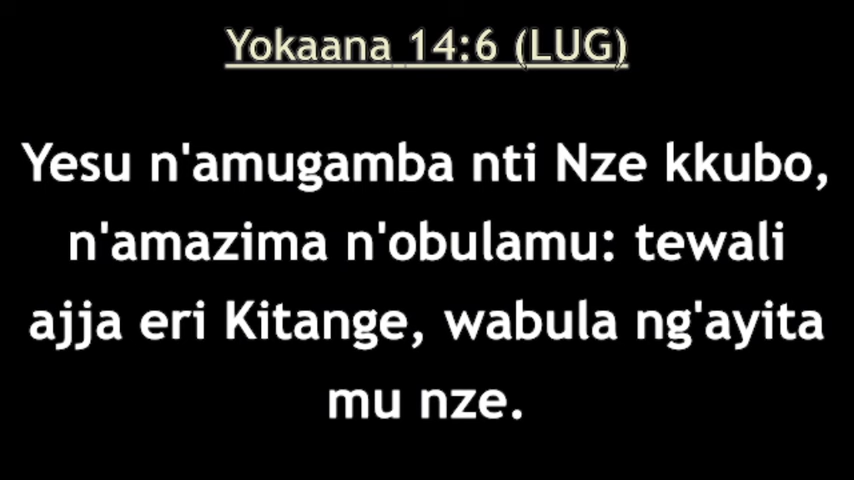 Yokaana 14:6 (LUG)
Yesu n'amugamba nti Nze kkubo,
n'amazima n'obulamu: tewali
ajja eri Kitange, wabula ng'ayita
mu nze.